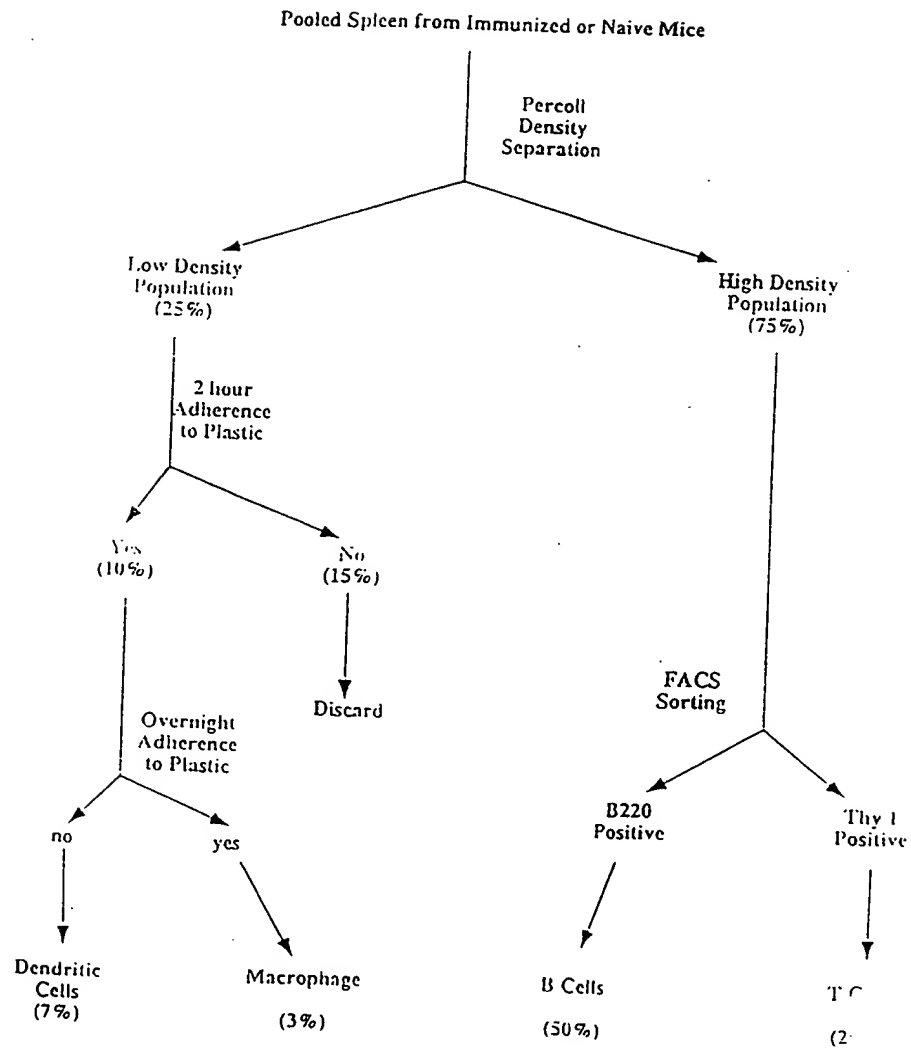 Pooled Spleen from Immunized or Naive Mice
Percoll
Density
Separation
Low Density
Population
(25%)
High Density
Population
(75%)
2 hour
Adherence
to Plastic
Yes
(10%)
No
(15%)
Discard
FACS
Sorting
Overnight
Adherence
to Plastic
no
yes
B220
Positive
Thy 1
Positive
Dendritic
Cells
(7%)
Macrophage
(3%)
B Cells
(50%)
T